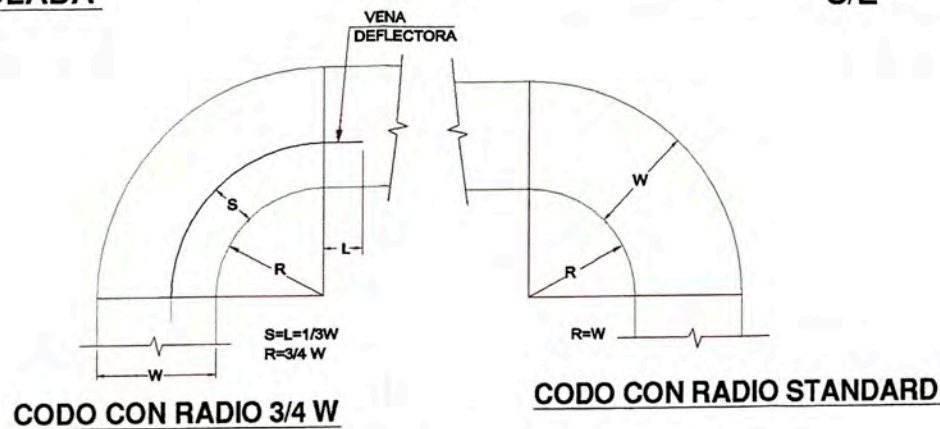 VENA
DEFLECTORA
S
R
L
W
S=L=1/3W
R=3/4 W
W
R
R=W
CODO CON RADIO 3/4 W
CODO CON RADIO STANDARD